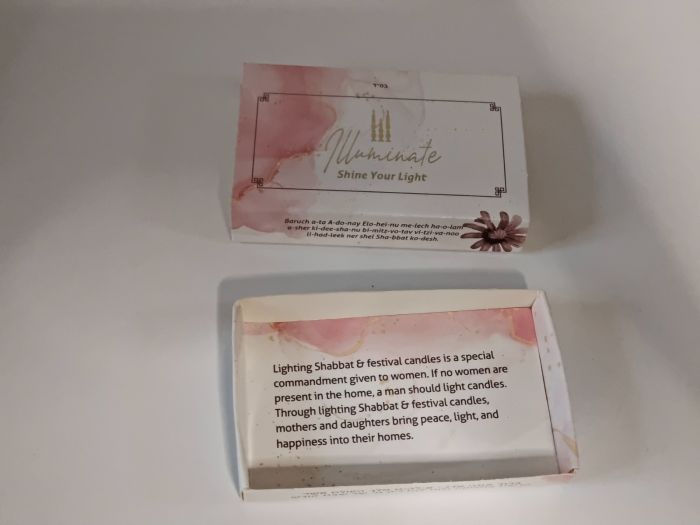 בס״ד
Illuminate
Shine Your Light
Baruch a-ta A-do-nay Elo-hei-nu me-lech ha-o-lam
a-sher ki-dee-sha-nu bi-mitz-vo-tav vi-tzi-va-noo
li-had-leek ner shel Sha-bbat ko-desh.
Lighting Shabbat & festival candles is a special
commandment given to women. If no women are
present in the home, a man should light candles.
Through lighting Shabbat & festival candles,
mothers and daughters bring peace, light, and
happiness into their homes.